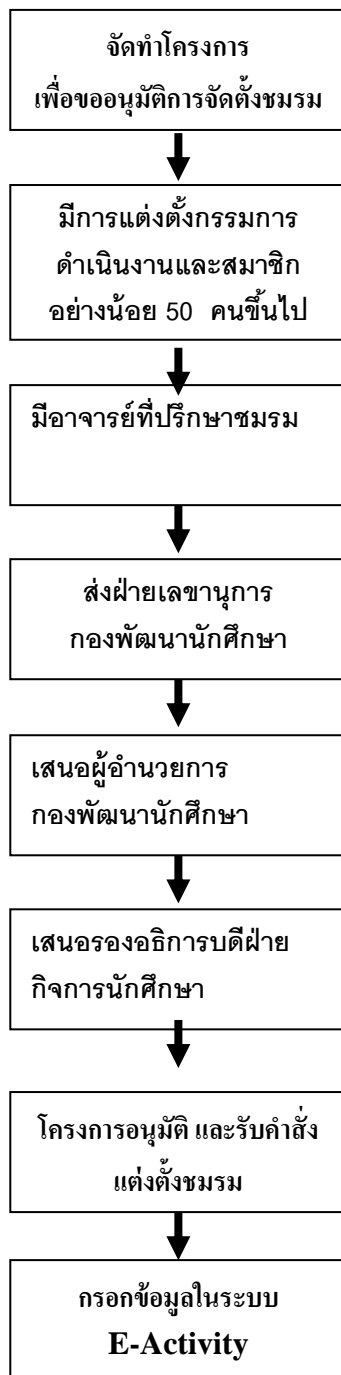 จัดทำโครงการ
เพื่อขออนุมัติการจัดตั้งชมรม
มีการแต่งตั้งกรรมการ
ดำเนินงานและสมาชิก
อย่างน้อย 50 คนขึ้นไป
มีอาจารย์ที่ปรึกษาชมรม
ส่งฝ่ายเลขานุการ
กองพัฒนานักศึกษา
เสนอผู้อำนวยการ
กองพัฒนานักศึกษา
เสนอรองอธิการบดีฝ่าย
กิจการนักศึกษา
โครงการอนุมัติ และรับคำสั่ง
แต่งตั้งชมรม
กรอกข้อมูลในระบบ
E-Activity